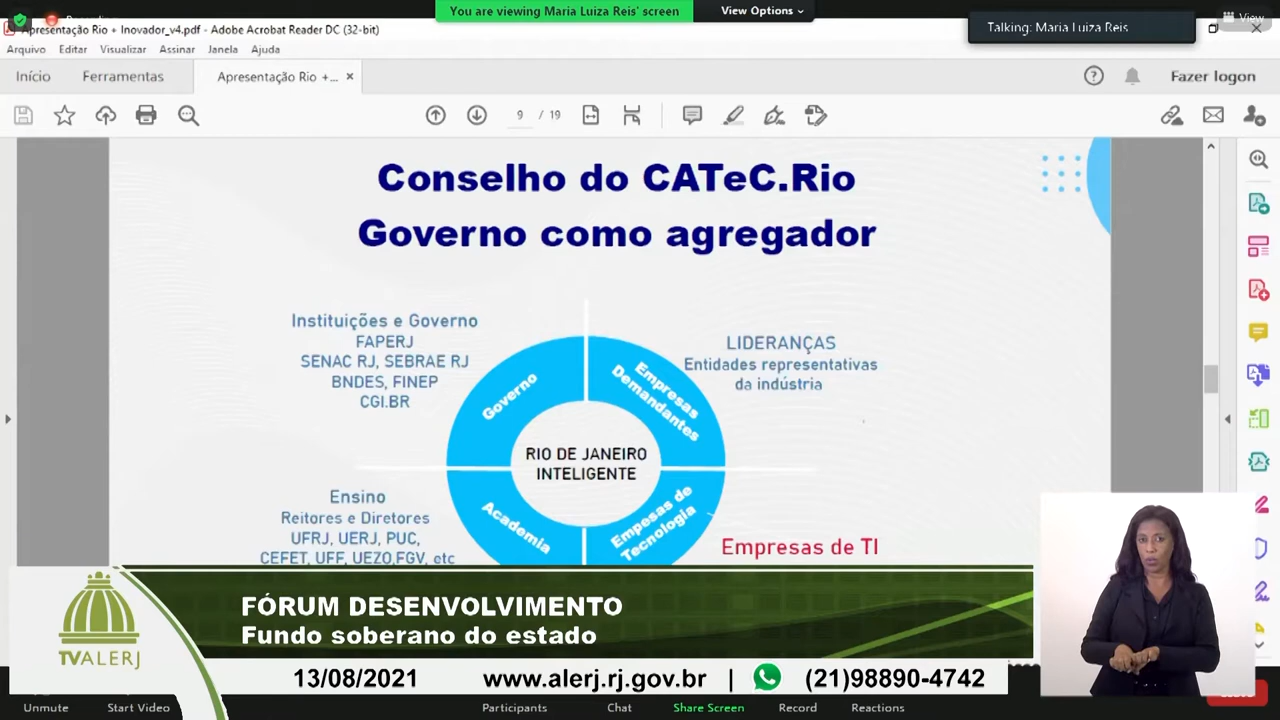 You are viewing Maria Luiza Reis' screen
View Options
Talking: Maria Luiza Reis
View
Apresentação Rio + Inovador_v4.pdf - Adobe Acrobat Reader DC (32-bit)
Arquivo Editar Visualizar Assinar Janela Ajuda
Início Ferramentas Apresentação Rio +... × Fazer logon
9 / 19
Conselho do CATeC.Rio
Governo como agregador
Instituições e Governo
FAPERJ
SENAC RJ, SEBRAE RJ
BNDES, FINEP
CGI.BR
LIDERANÇAS
Entidades representativas
da indústria
Governo
Empresas
Demandantes
RIO DE JANEIRO
INTELIGENTE
Academia
Emposas de
Tecnologia
Ensino
Reitores e Diretores
UFRJ, UERJ, PUC,
CEFET, UFF, UEZO,FGV, etc
Empresas de TI
TVALERJ
FÓRUM DESENVOLVIMENTO
Fundo soberano do estado
13/08/2021 www.alerj.rj.gov.br | (21)98890-4742
Unmute Start Video Participants Chat Share Screen Record Reactions